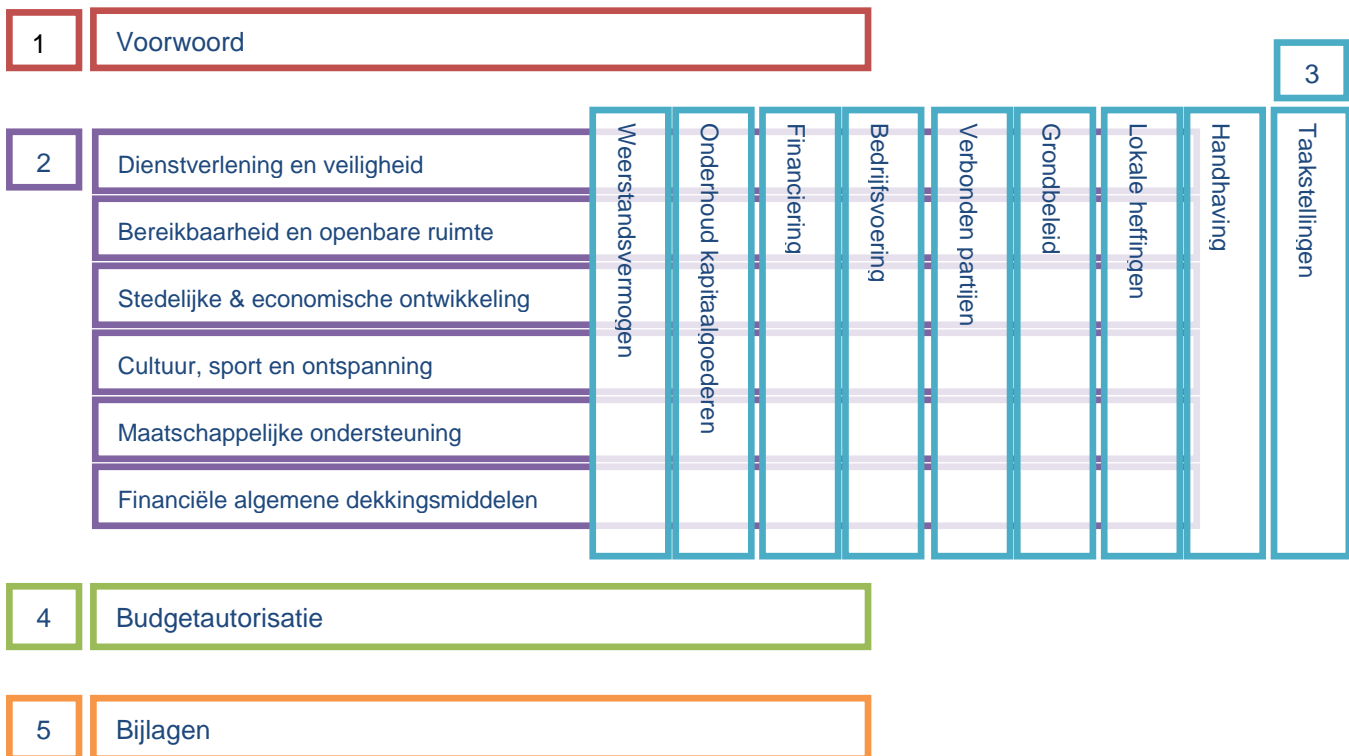 1
Voorwoord
3
2
Dienstverlening en veiligheid
Bereikbaarheid en openbare ruimte
Stedelijke & economische ontwikkeling
Cultuur, sport en ontspanning
Maatschappelijke ondersteuning
Financiële algemene dekkingsmiddelen
Weerstandsvermogen
Onderhoud kapitaalgoederen
Financiering
Bedrijfsvoering
Verbonden partijen
Grondbeleid
Lokale heffingen
Handhaving
Taakstellingen
4
Budgetautorisatie
5
Bijlagen